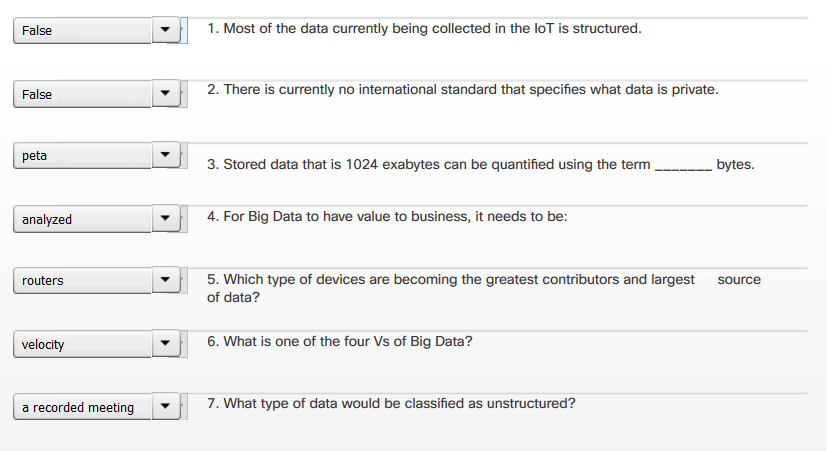 False
1. Most of the data currently being collected in the IoT is structured.
False
2. There is currently no international standard that specifies what data is private.
peta
3. Stored data that is 1024 exabytes can be quantified using the term _______ bytes.
analyzed
4. For Big Data to have value to business, it needs to be:
routers
5. Which type of devices are becoming the greatest contributors and largest source
of data?
velocity
6. What is one of the four Vs of Big Data?
a recorded meeting
7. What type of data would be classified as unstructured?